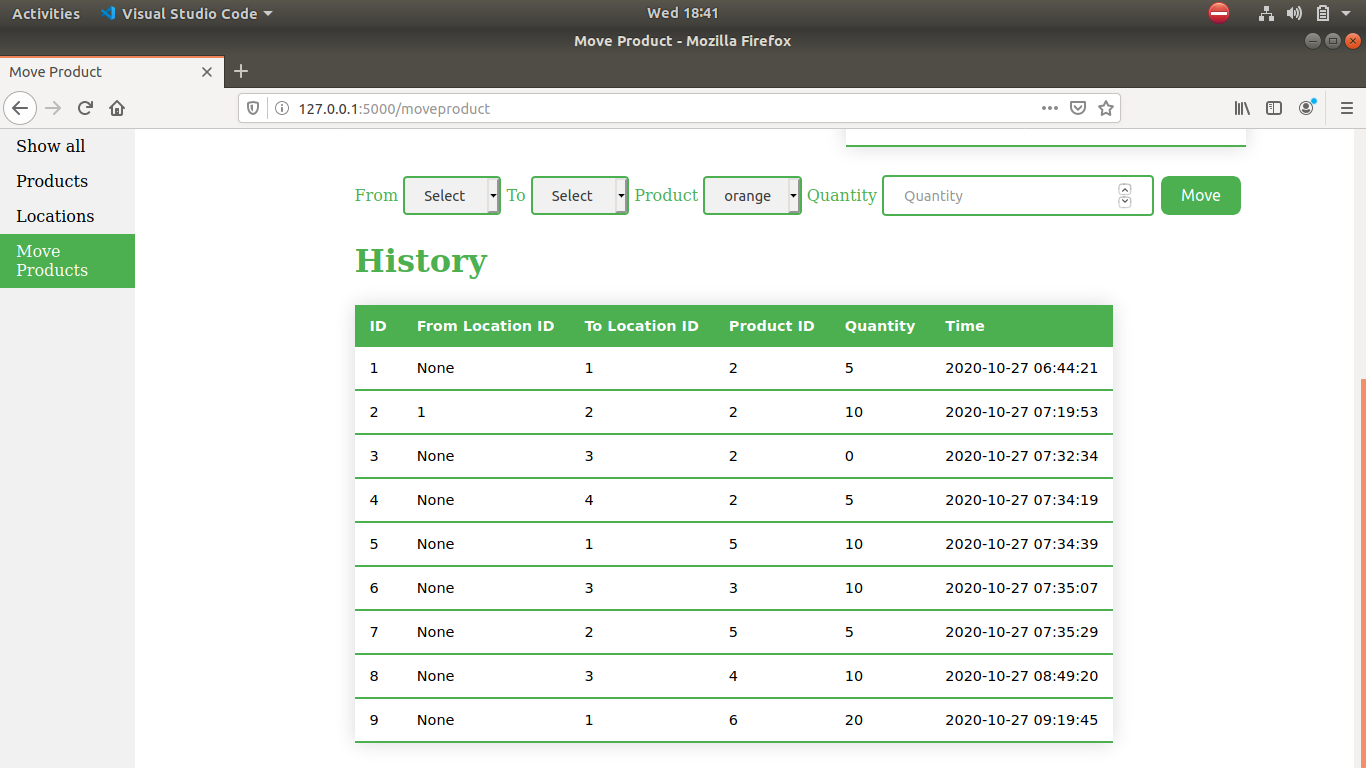 Activities Visual Studio Code Wed 18:41
Move Product - Mozilla Firefox
Move Product
127.0.0.1:5000/moveproduct
Show all
Products
Locations
Move
Products
From Select To Select Product orange Quantity Quantity Move
History
ID From Location ID To Location ID Product ID Quantity Time
1 None 1 2 5 2020-10-27 06:44:21
2 1 2 2 10 2020-10-27 07:19:53
3 None 3 2 0 2020-10-27 07:32:34
4 None 4 2 5 2020-10-27 07:34:19
5 None 1 5 10 2020-10-27 07:34:39
6 None 3 3 10 2020-10-27 07:35:07
7 None 2 5 5 2020-10-27 07:35:29
8 None 3 4 10 2020-10-27 08:49:20
9 None 1 6 20 2020-10-27 09:19:45